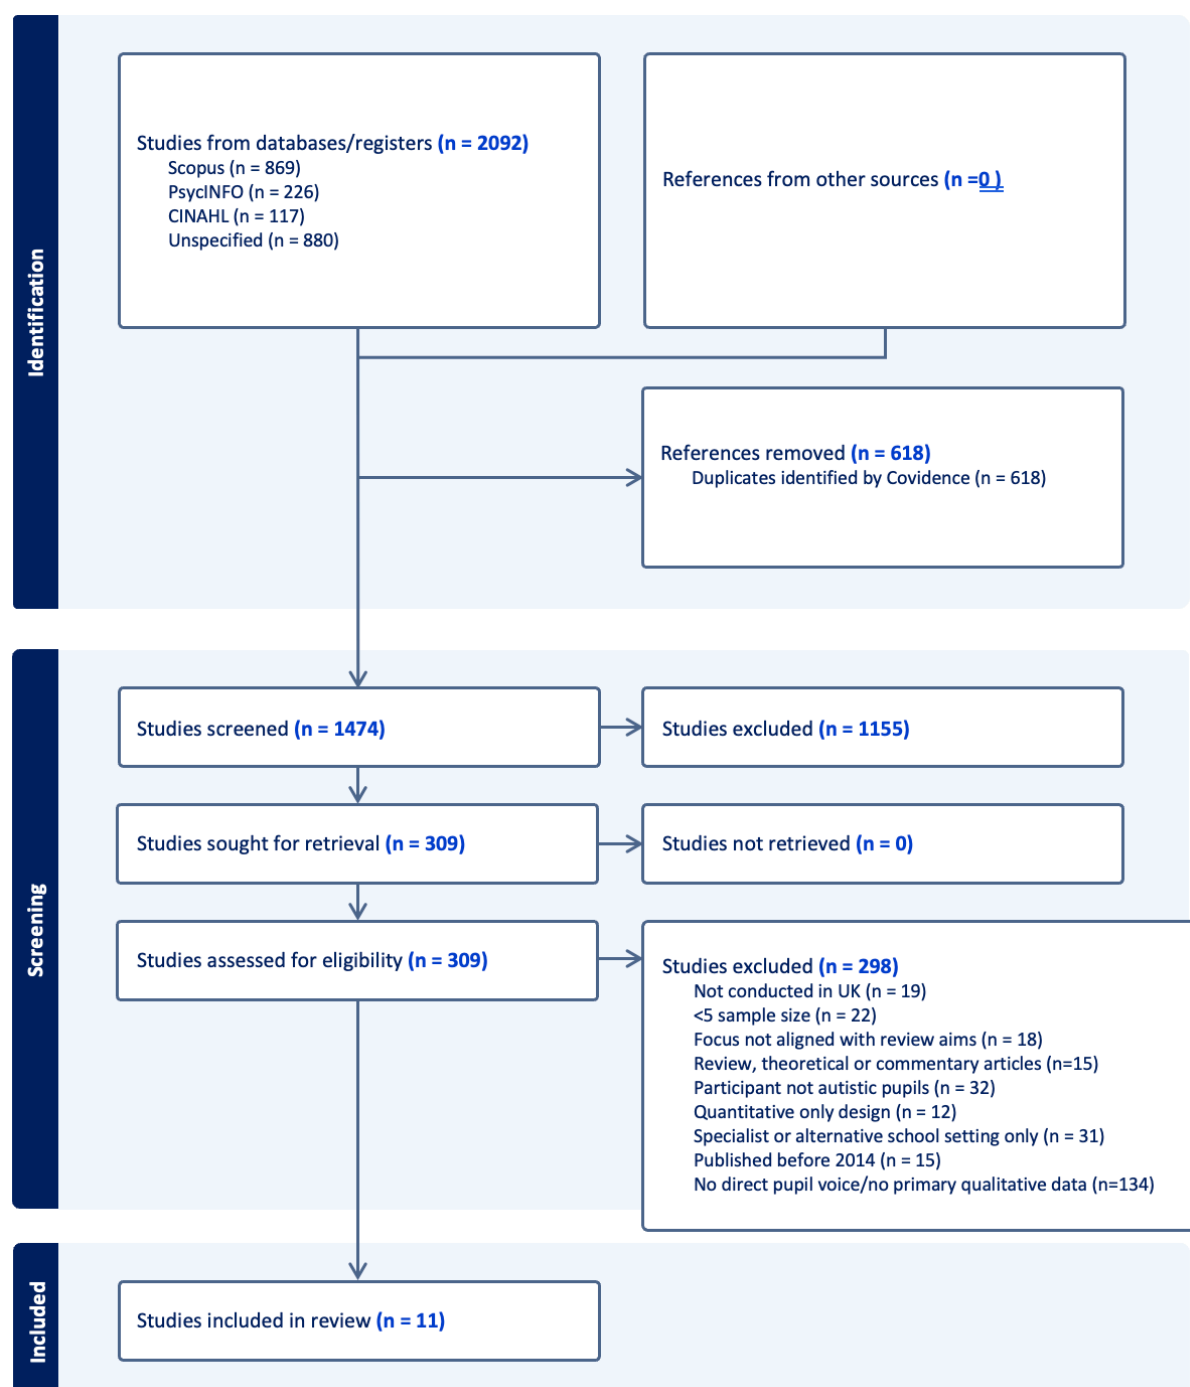 Identification
Studies from databases/registers (n = 2092)
Scopus (n = 869)
PsycINFO (n = 226)
CINAHL (n = 117)
Unspecified (n = 880)
References from other sources (n =0 )
References removed (n = 618)
Duplicates identified by Covidence (n = 618)
Screening
Studies screened (n = 1474)
Studies excluded (n = 1155)
Studies sought for retrieval (n = 309)
Studies not retrieved (n = 0)
Studies assessed for eligibility (n = 309)
Studies excluded (n = 298)
Not conducted in UK (n = 19)
<5 sample size (n = 22)
Focus not aligned with review aims (n = 18)
Review, theoretical or commentary articles (n=15)
Participant not autistic pupils (n = 32)
Quantitative only design (n = 12)
Specialist or alternative school setting only (n = 31)
Published before 2014 (n = 15)
No direct pupil voice/no primary qualitative data (n=134)
Included
Studies included in review (n = 11)